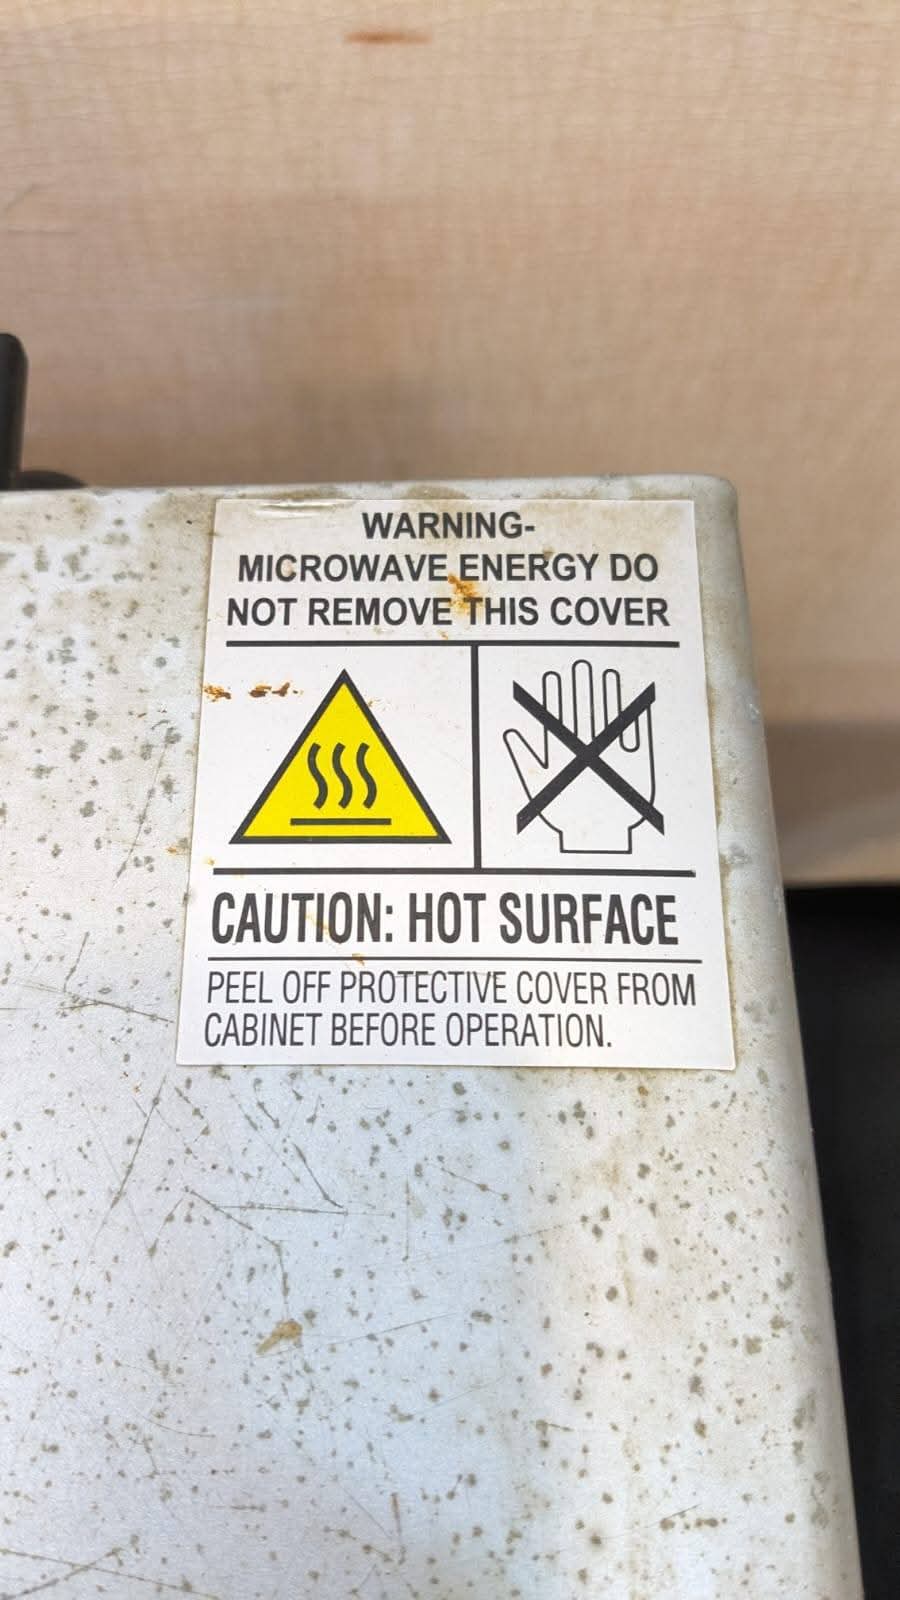 WARNING-
MICROWAVE ENERGY DO
NOT REMOVE THIS COVER
CAUTION: HOT SURFACE
PEEL OFF PROTECTIVE COVER FROM
CABINET BEFORE OPERATION.